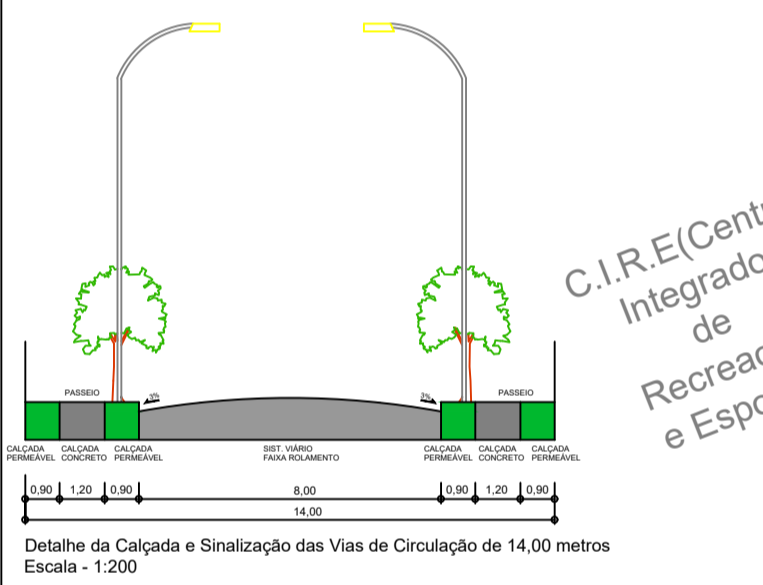 C.I.R.E(Cent
Integrado
de
Recrea
e Espo
PASSEIO
PASSEIO
3%
3%
CALÇADA
PERMEÁVEL
CALÇADA
CONCRETO
CALÇADA
PERMEÁVEL
SIST. VIÁRIO
FAIXA ROLAMENTO
CALÇADA
PERMEÁVEL
CALÇADA
CONCRETO
CALÇADA
PERMEÁVEL
0,90 1,20 0,90 8,00 0,90 1,20 0,90
14,00
Detalhe da Calçada e Sinalização das Vias de Circulação de 14,00 metros
Escala - 1:200